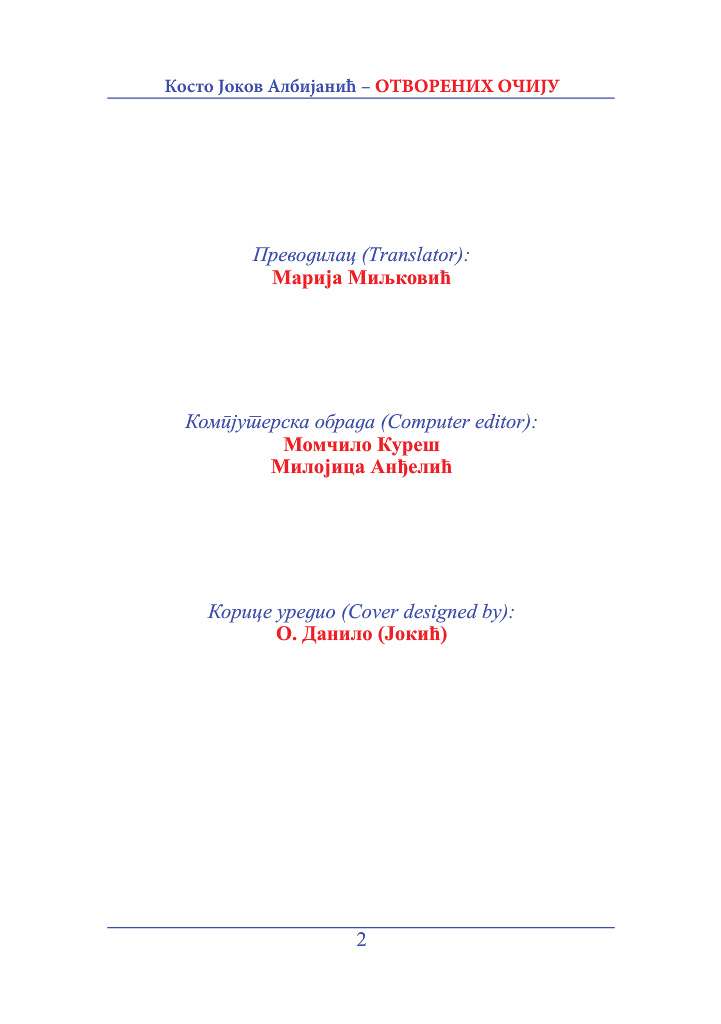 Косто Јоков Албијанић – ОТВОРЕНИХ ОЧИЈУ
Преводилац (Translator):
Марија Миљковић
Компјутерска обрада (Computer editor):
Момчило Куреш
Милојица Анђелић
Корице уредио (Cover designed by):
О. Данило (Јокић)
2